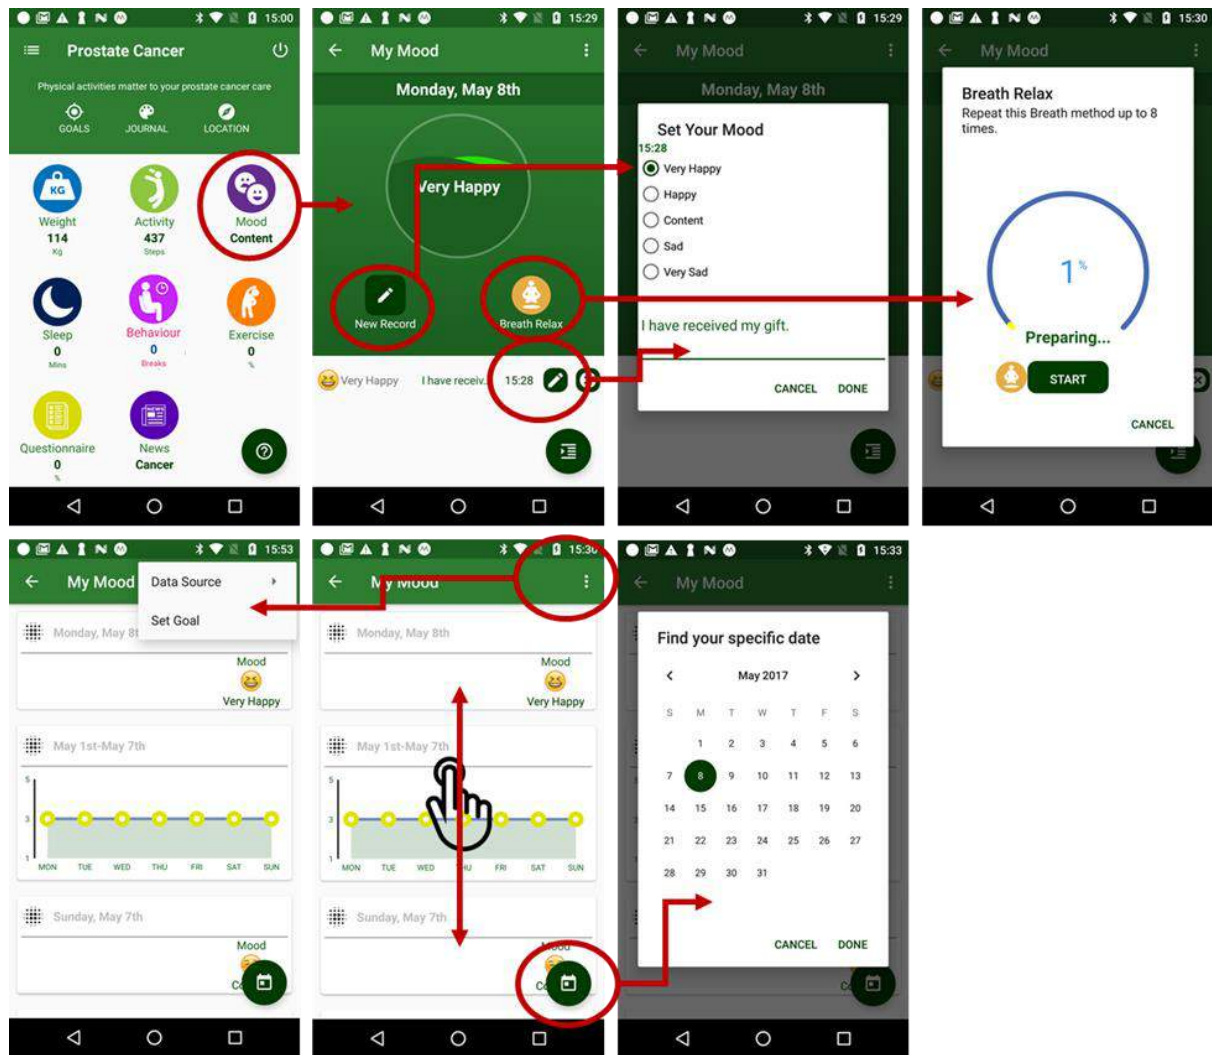 15:00
Prostate Cancer
Physical activities matter to your prostate cancer care
GOALS JOURNAL LOCATION
KG
Weight Activity Mood
114 437 Content
Kg Steps
Sleep Behaviour Exercise
0 0 0
Mins Breaks %
NEWS
Questionnaire News
0 Cancer
%
15:29
My Mood
Monday, May 8th
Very Happy
New Record Breath Relax
Very Happy I have receiv.. 15:28
15:29
My Mood
Monday, May 8th
Set Your Mood
15:28
Very Happy
Happy
Content
Sad
Very Sad
I have received my gift.
CANCEL DONE
15:30
My Mood
Breath Relax
Repeat this Breath method up to 8
times.
1 %
Preparing...
START
CANCEL
15:53
My Mood
Data Source
Set Goal
Monday, May 8t
Mood
Very Happy
May 1st-May 7th
5
3
1
MON TUE WED THU FRI SAT SUN
Sunday, May 7th
Mood
15:30
My Mood
Monday, May 8th
Mood
Very Happy
May 1st-May 7th
5
3
1
MON TUE WED THU FRI SAT SUN
Sunday, May 7th
Mood
15:33
My Mood
Find your specific date
May 2017
S M T W T F S
1 2 3 4 5 6
7 8 9 10 11 12 13
14 15 16 17 18 19 20
21 22 23 24 25 26 27
28 29 30 31
CANCEL DONE